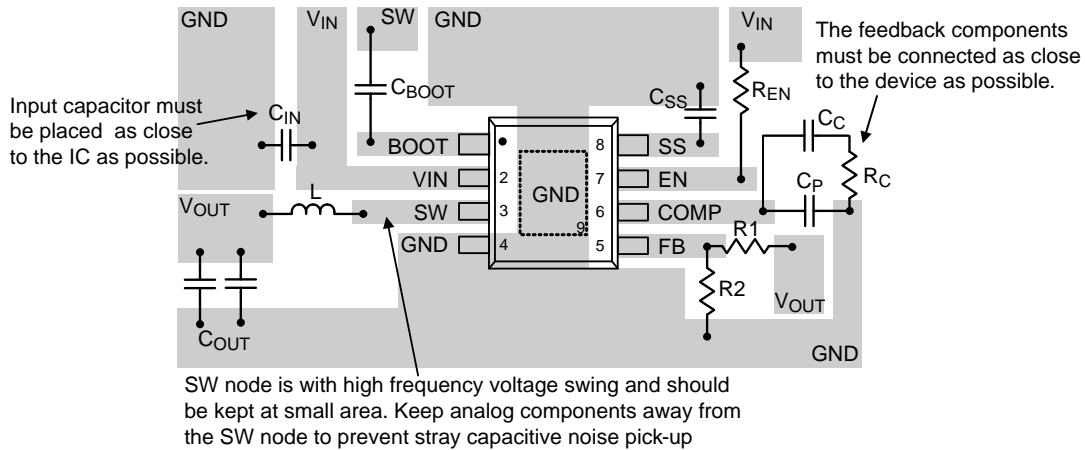 GND
VIN
SW
GND
VIN
The feedback components
must be connected as close
to the device as possible.
CBOOT
REN
CSS
Input capacitor must
be placed as close
to the IC as possible.
CIN
CC
RC
CP
BOOT
8
SS
VIN
2
7
EN
GND
L
VOUT
SW
3
6
COMP
GND
4
9
5
FB
R1
R2
VOUT
COUT
GND
SW node is with high frequency voltage swing and should
be kept at small area. Keep analog components away from
the SW node to prevent stray capacitive noise pick-up